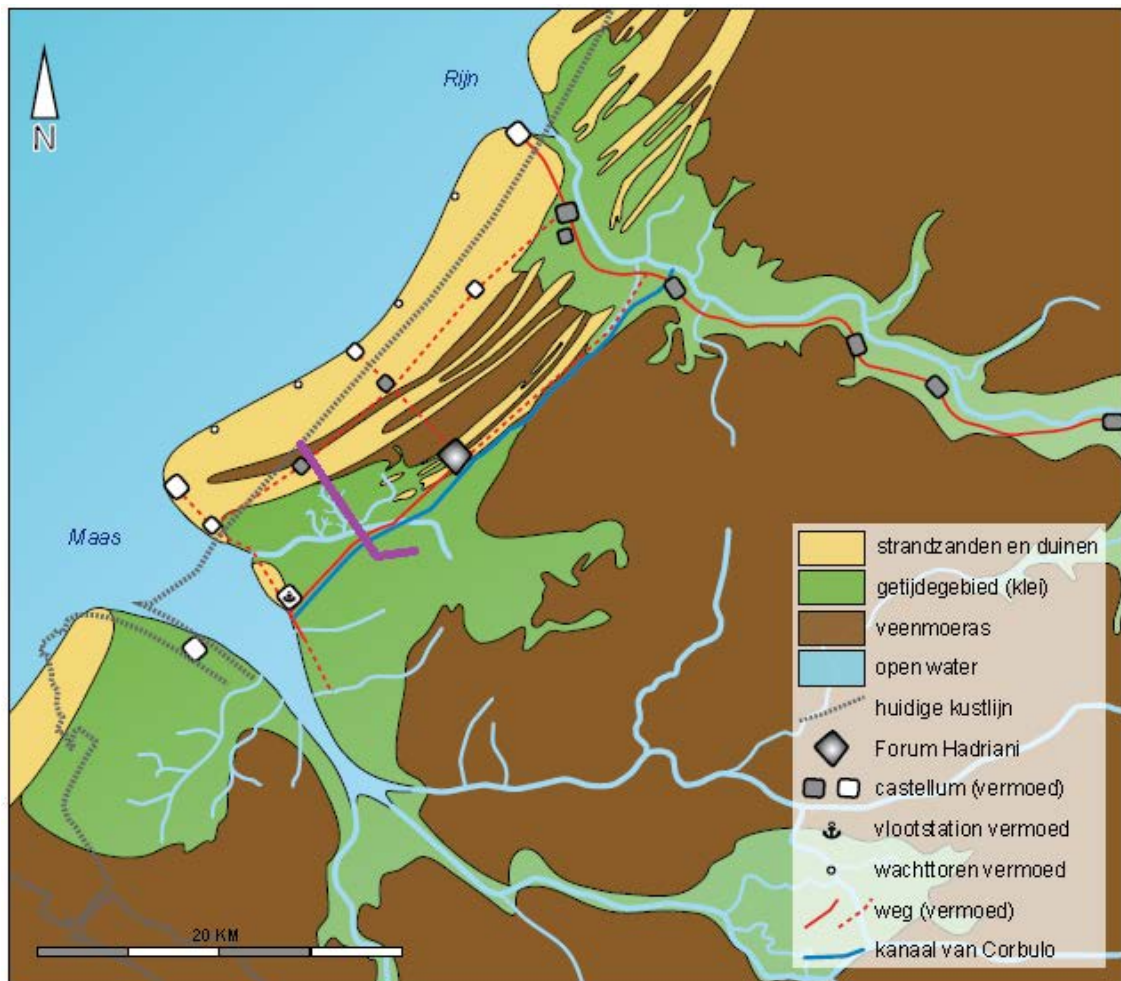 Rijn
N
Maas
strandzanden en duinen
getijdegebied (klei)
veenmoeras
open water
huidige kustlijn
Forum Hadriani
castellum (vermoed)
vlootstation vermoed
wachttoren vermoed
weg (vermoed)
kanaal van Corbulo
20 KM